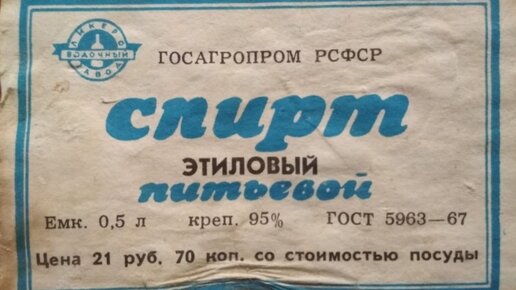 ЛИКЕРО
ВОДОЧНЫЙ
ЗАВОД
ГОСАГРОПРОМ РСФСР
спирт
ЭТИЛОВЫЙ
питьевой
Емк. 0,5 л креп. 95% ГОСТ 5963—67
Цена 21 руб. 70 коп. со стоимостью посуды